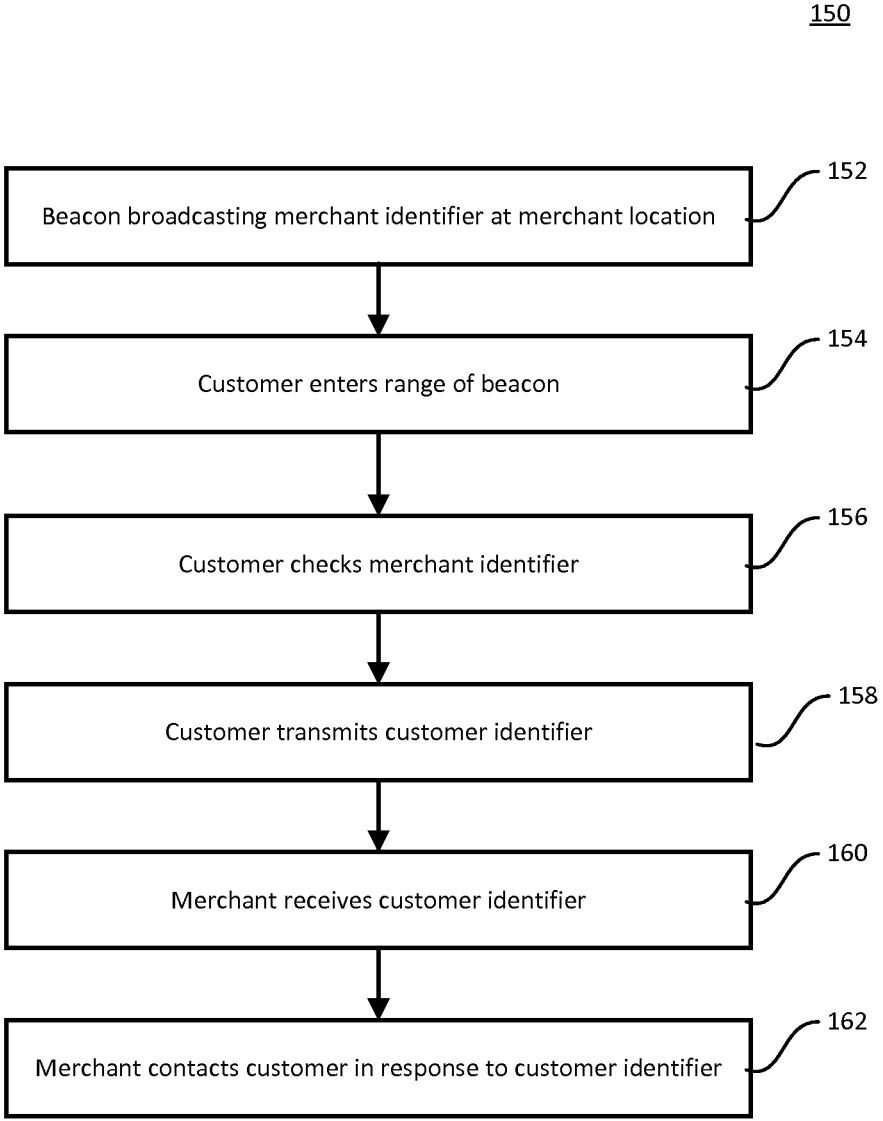 150
Beacon broadcasting merchant identifier at merchant location
152
Customer enters range of beacon
154
Customer checks merchant identifier
156
Customer transmits customer identifier
158
Merchant receives customer identifier
160
Merchant contacts customer in response to customer identifier
162